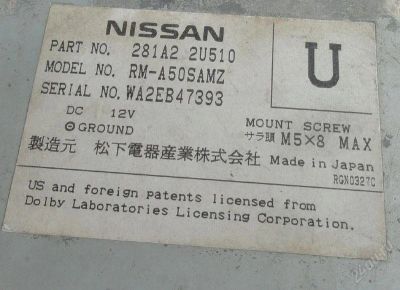 NISSAN
PART NO. 281A2 2U510
MODEL NO. RM-A50SAMZ
SERIAL NO. WA2EB47393
DC 12V
⊙GROUND
U
MOUNT SCREW
サラ頭 M5×8 MAX
製造元 松下電器産業株式会社 Made in Japan
RGN0327C
US and foreign patents licensed from
Dolby Laboratories Licensing Corporation.